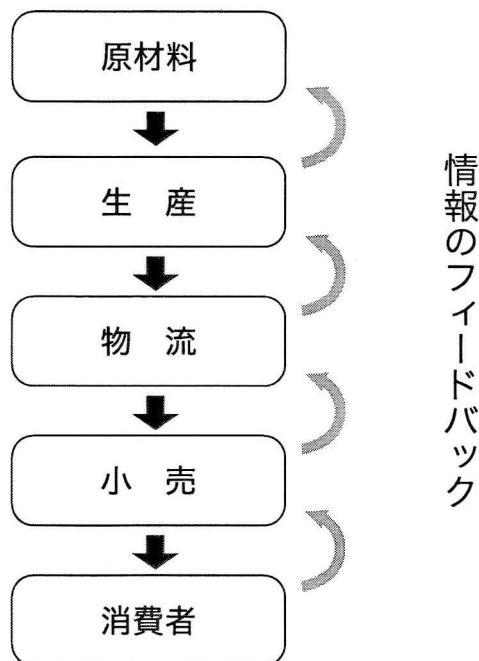 原材料
生 産
物 流
小 売
消費者
情報のフィードバック